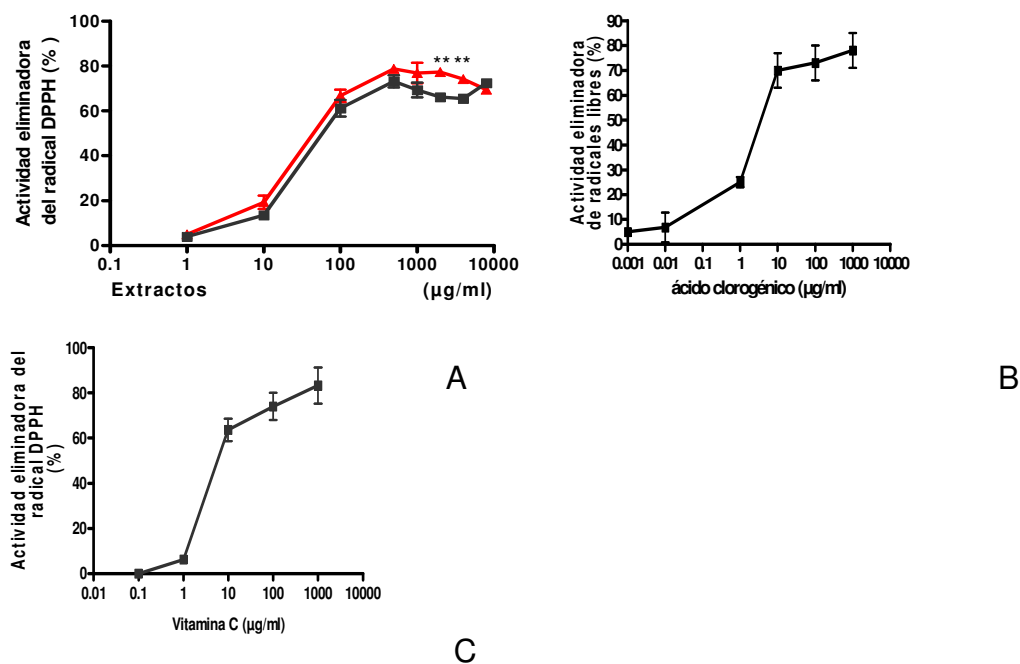 Actividad eliminadora
del radical DPPH (%)
100
80
60
40
20
0
** **
0.1 1 10 100 1000 10000
Extractos (µg/ml)
Actividad eliminadora
de radicales libres (%)
90
80
70
60
50
40
30
20
10
0
0.001 0.01 0.1 1 10 100 1000 10000
ácido clorogénico (µg/ml)
A
B
Actividad eliminadora del
radical DPPH
(%)
100
80
60
40
20
0
0.01 0.1 1 10 100 1000 10000
Vitamina C (µg/ml)
C